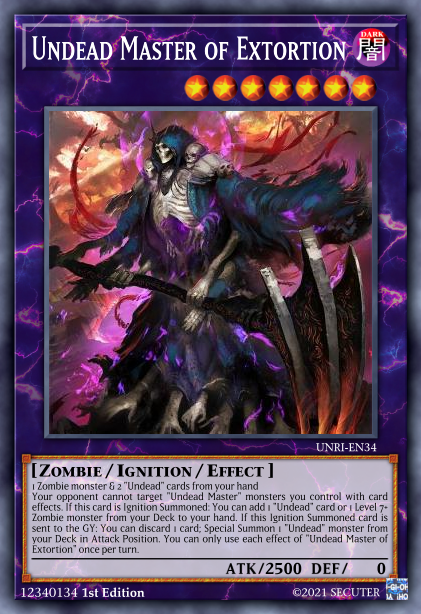 UNDEAD MASTER OF EXTORTION
DARK
闇
UNRI-EN34
[ZOMBIE / IGNITION / EFFECT ]
1 Zombie monster & 2 "Undead" cards from your hand
Your opponent cannot target "Undead Master" monsters you control with card
effects. If this card is Ignition Summoned: You can add 1 "Undead" card or 1 Level 7+
Zombie monster from your Deck to your hand. If this Ignition Summoned card is
sent to the GY: You can discard 1 card; Special Summon 1 "Undead" monster from
your Deck in Attack Position. You can only use each effect of "Undead Master of
Extortion" once per turn.
ATK/2500 DEF/ 0
12340134 1st Edition ©2021 SECUTER